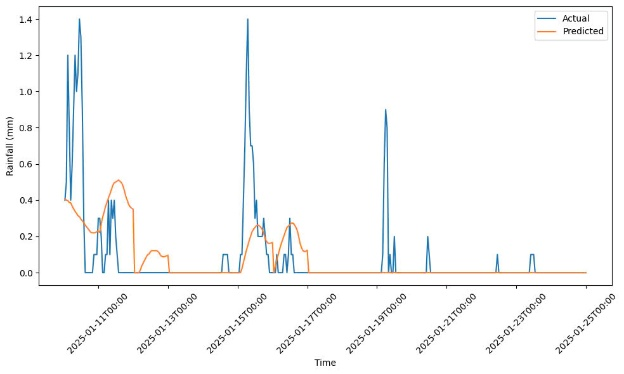 Actual
Predicted
1.4
1.2
1.0
0.8
0.6
0.4
0.2
0.0
Rainfall (mm)
2025-01-11T00:00
2025-01-13T00:00
2025-01-15T00:00
2025-01-17T00:00
2025-01-19T00:00
2025-01-21T00:00
2025-01-23T00:00
2025-01-25T00:00
Time